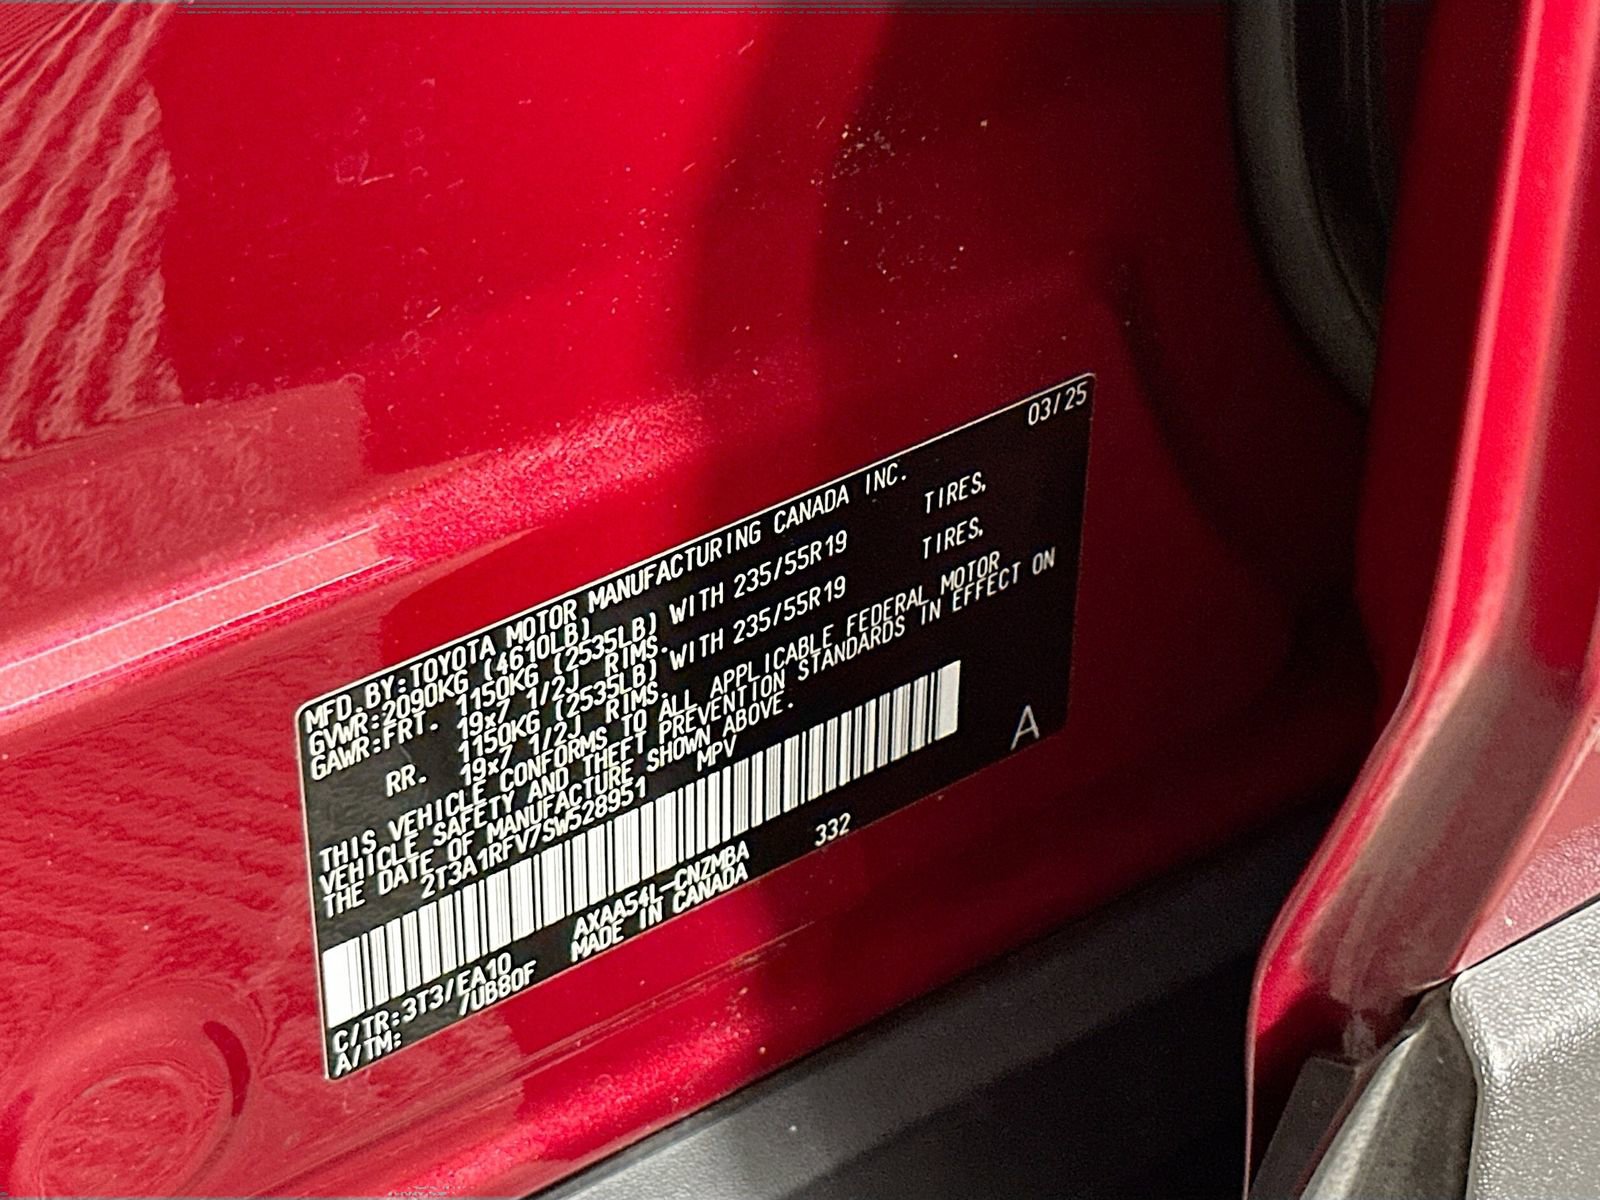 03/25
MFD.BY:TOYOTA MOTOR MANUFACTURING CANADA INC.
GVWR:2090KG (4610LB)
GAWR:FRT. 1150KG (2535LB) WITH 235/55R19 TIRES,
19x7 1/2J RIMS.
RR. 1150KG (2535LB) WITH 235/55R19 TIRES,
19x7 1/2J RIMS.
THIS VEHICLE CONFORMS TO ALL APPLICABLE FEDERAL MOTOR
VEHICLE SAFETY AND THEFT PREVENTION STANDARDS IN EFFECT ON
THE DATE OF MANUFACTURE SHOWN ABOVE.
2T3A1RFV7SW528951 MPV
A
C/TR:3T3/EA10 AXAA54L-CNZMBA 332
A/TM: /UB80F MADE IN CANADA